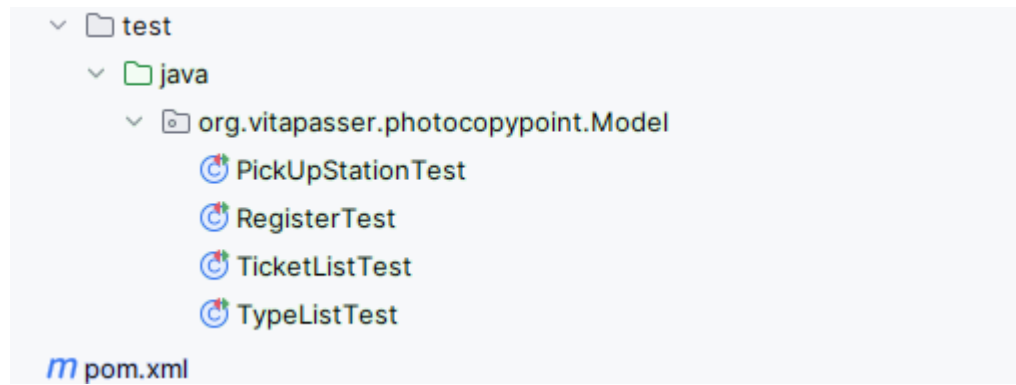 test
java
org.vitapasser.photocopypoint.Model
PickUpStationTest
RegisterTest
TicketListTest
TypeListTest
pom.xml